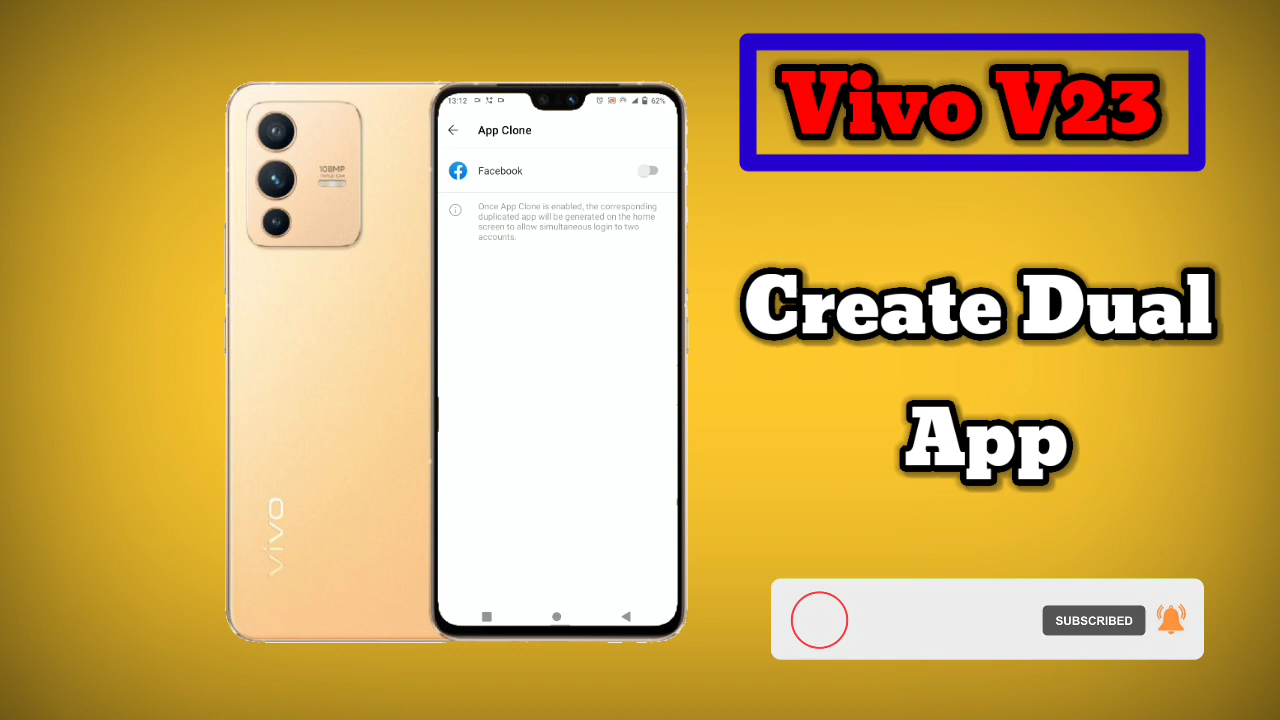 Vivo V23
Create Dual
App
SUBSCRIBED
108MP
vivo
13:12
62%
App Clone
Facebook
Once App Clone is enabled, the corresponding
duplicated app will be generated on the home
screen to allow simultaneous login to two
accounts.